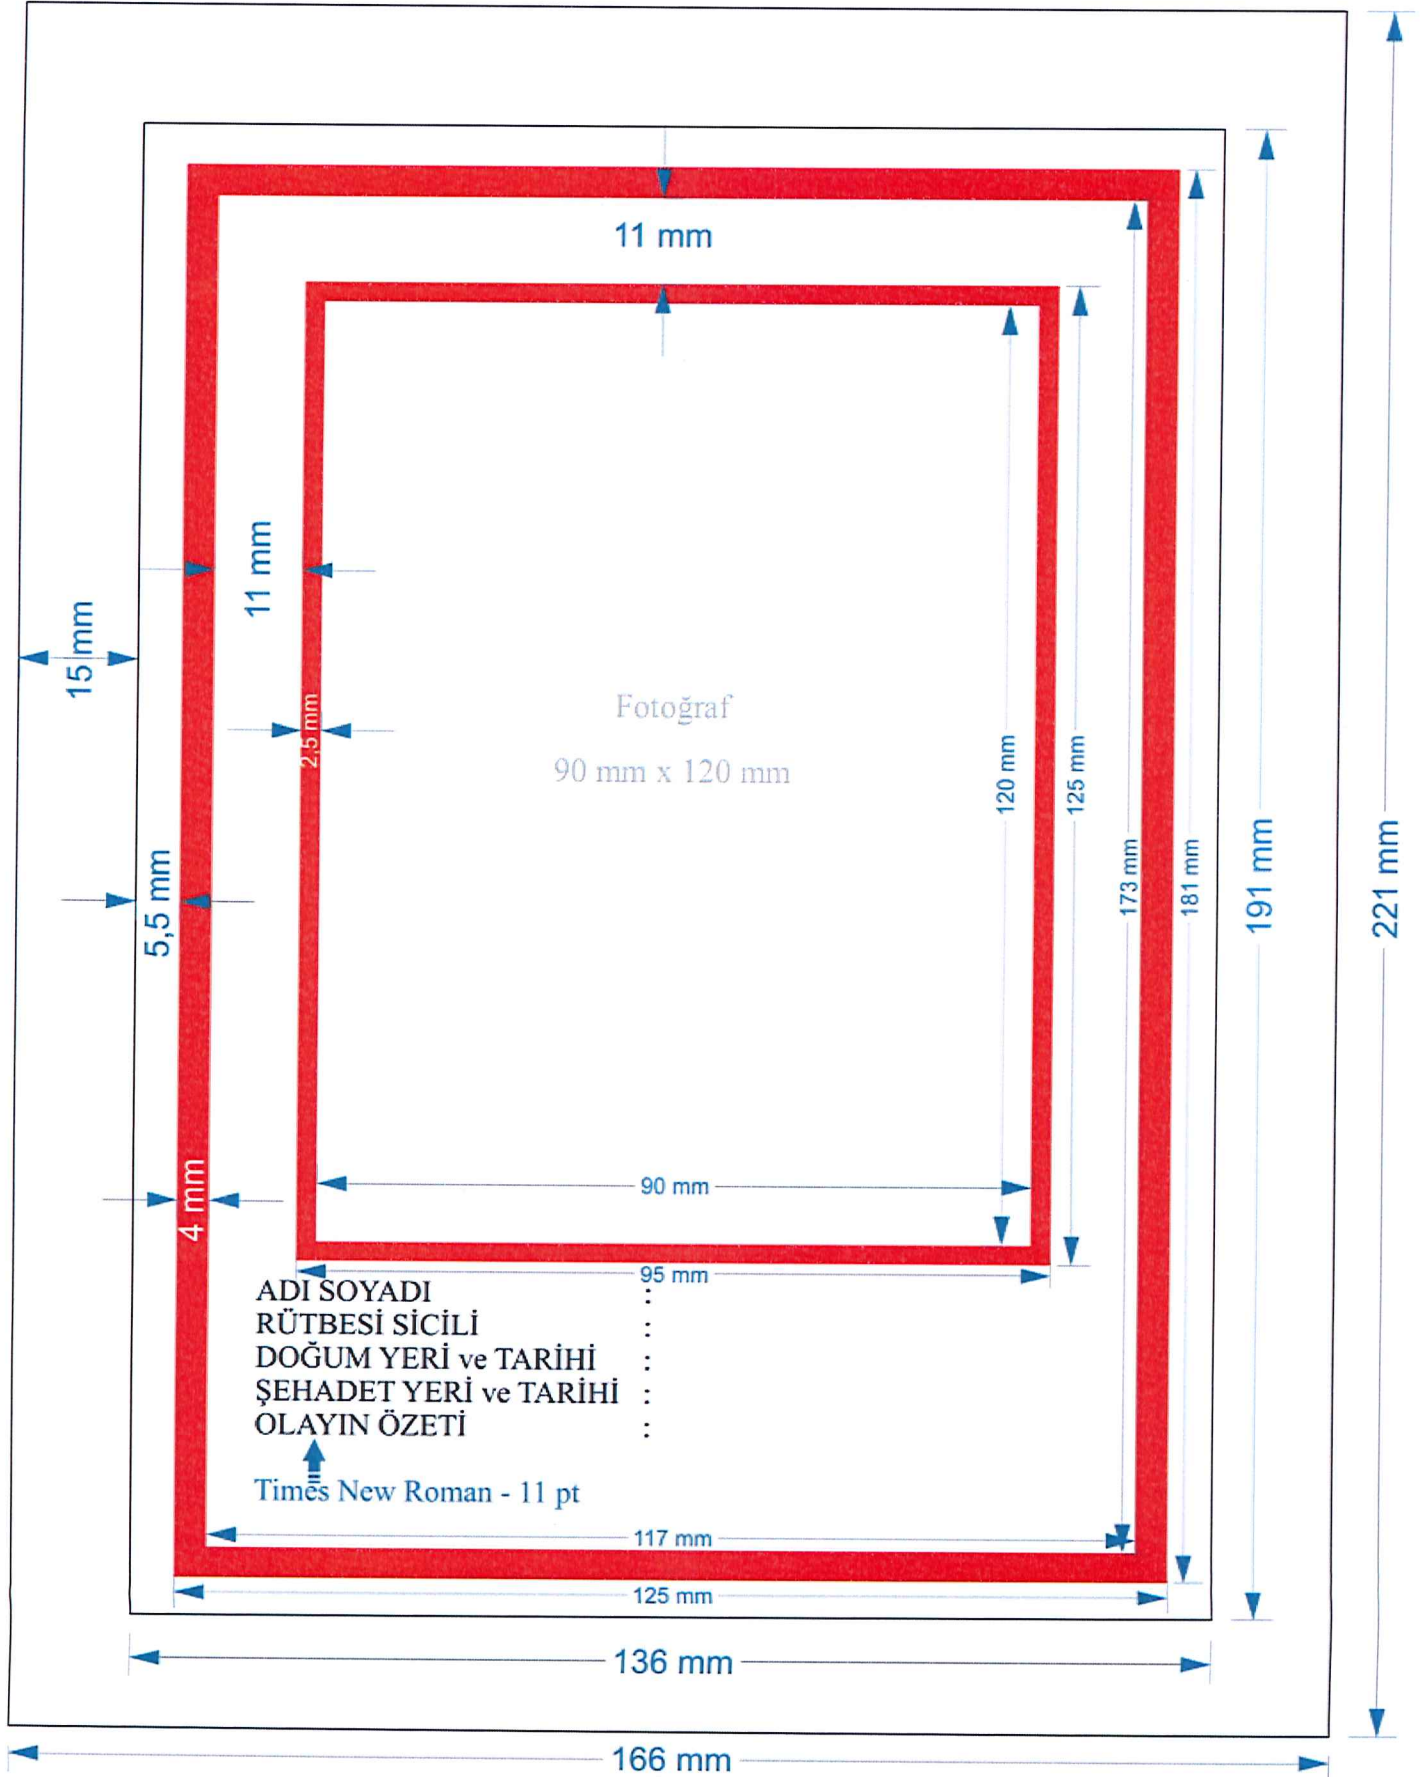 11 mm
11 mm
15 mm
2,5 mm
Fotoğraf
90 mm x 120 mm
120 mm
125 mm
173 mm
181 mm
191 mm
221 mm
5,5 mm
4 mm
90 mm
95 mm
ADI SOYADI :
RÜTBESİ SİCİLİ :
DOĞUM YERİ ve TARİHİ :
ŞEHADET YERİ ve TARİHİ :
OLAYIN ÖZETİ :
Times New Roman - 11 pt
117 mm
125 mm
136 mm
166 mm